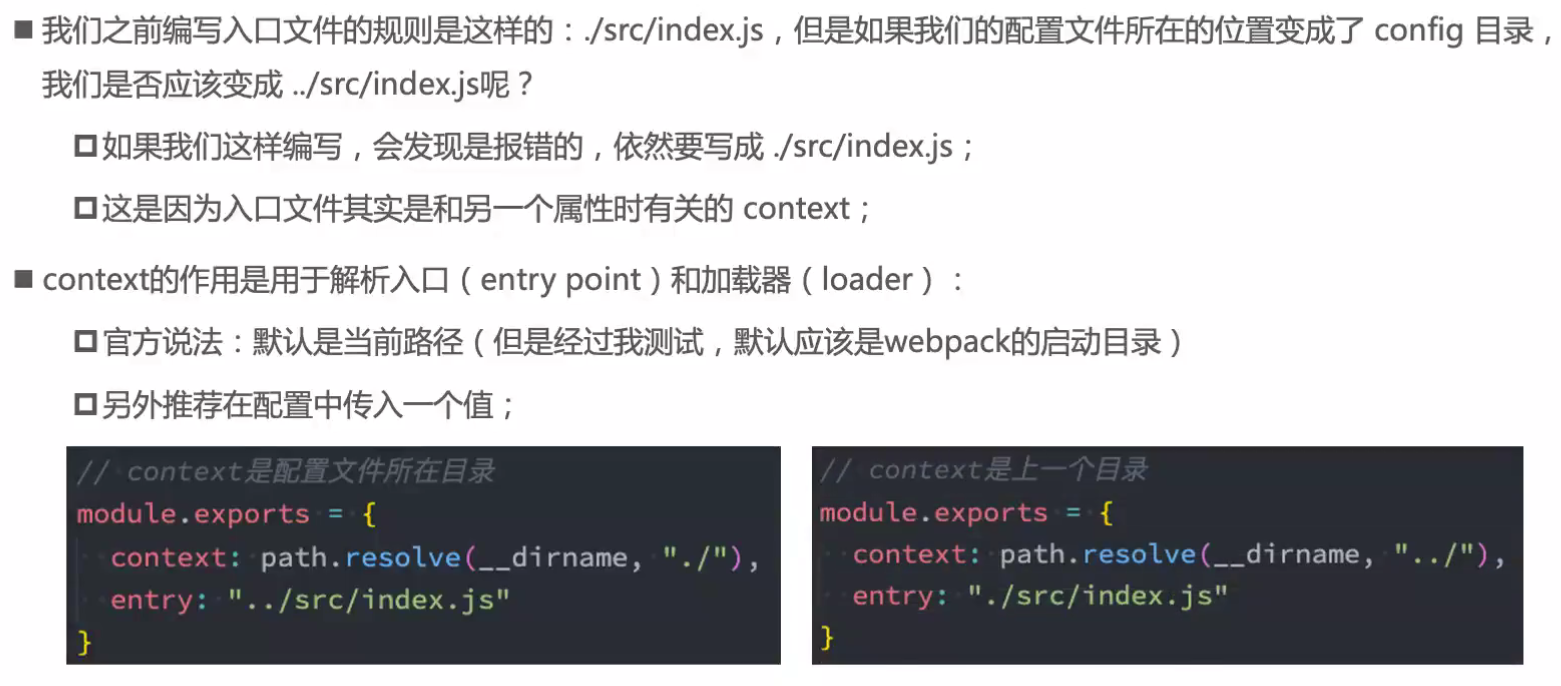 ■ 我们之前编写入口文件的规则是这样的：./src/index.js，但是如果我们的配置文件所在的位置变成了 config 目录，
我们是否应该变成 ../src/index.js呢？
如果我们这样编写，会发现是报错的，依然要写成 ./src/index.js；
这是因为入口文件其实是和另一个属性时有关的 context；
■ context的作用是用于解析入口（entry point）和加载器（loader）：
官方说法：默认是当前路径（但是经过我测试，默认应该是webpack的启动目录）
另外推荐在配置中传入一个值；
// context是配置文件所在目录
module.exports = {
context: path.resolve(__dirname, "./"),
entry: "../src/index.js"
}
// context是上一个目录
module.exports = {
context: path.resolve(__dirname, "../"),
entry: "./src/index.js"
}